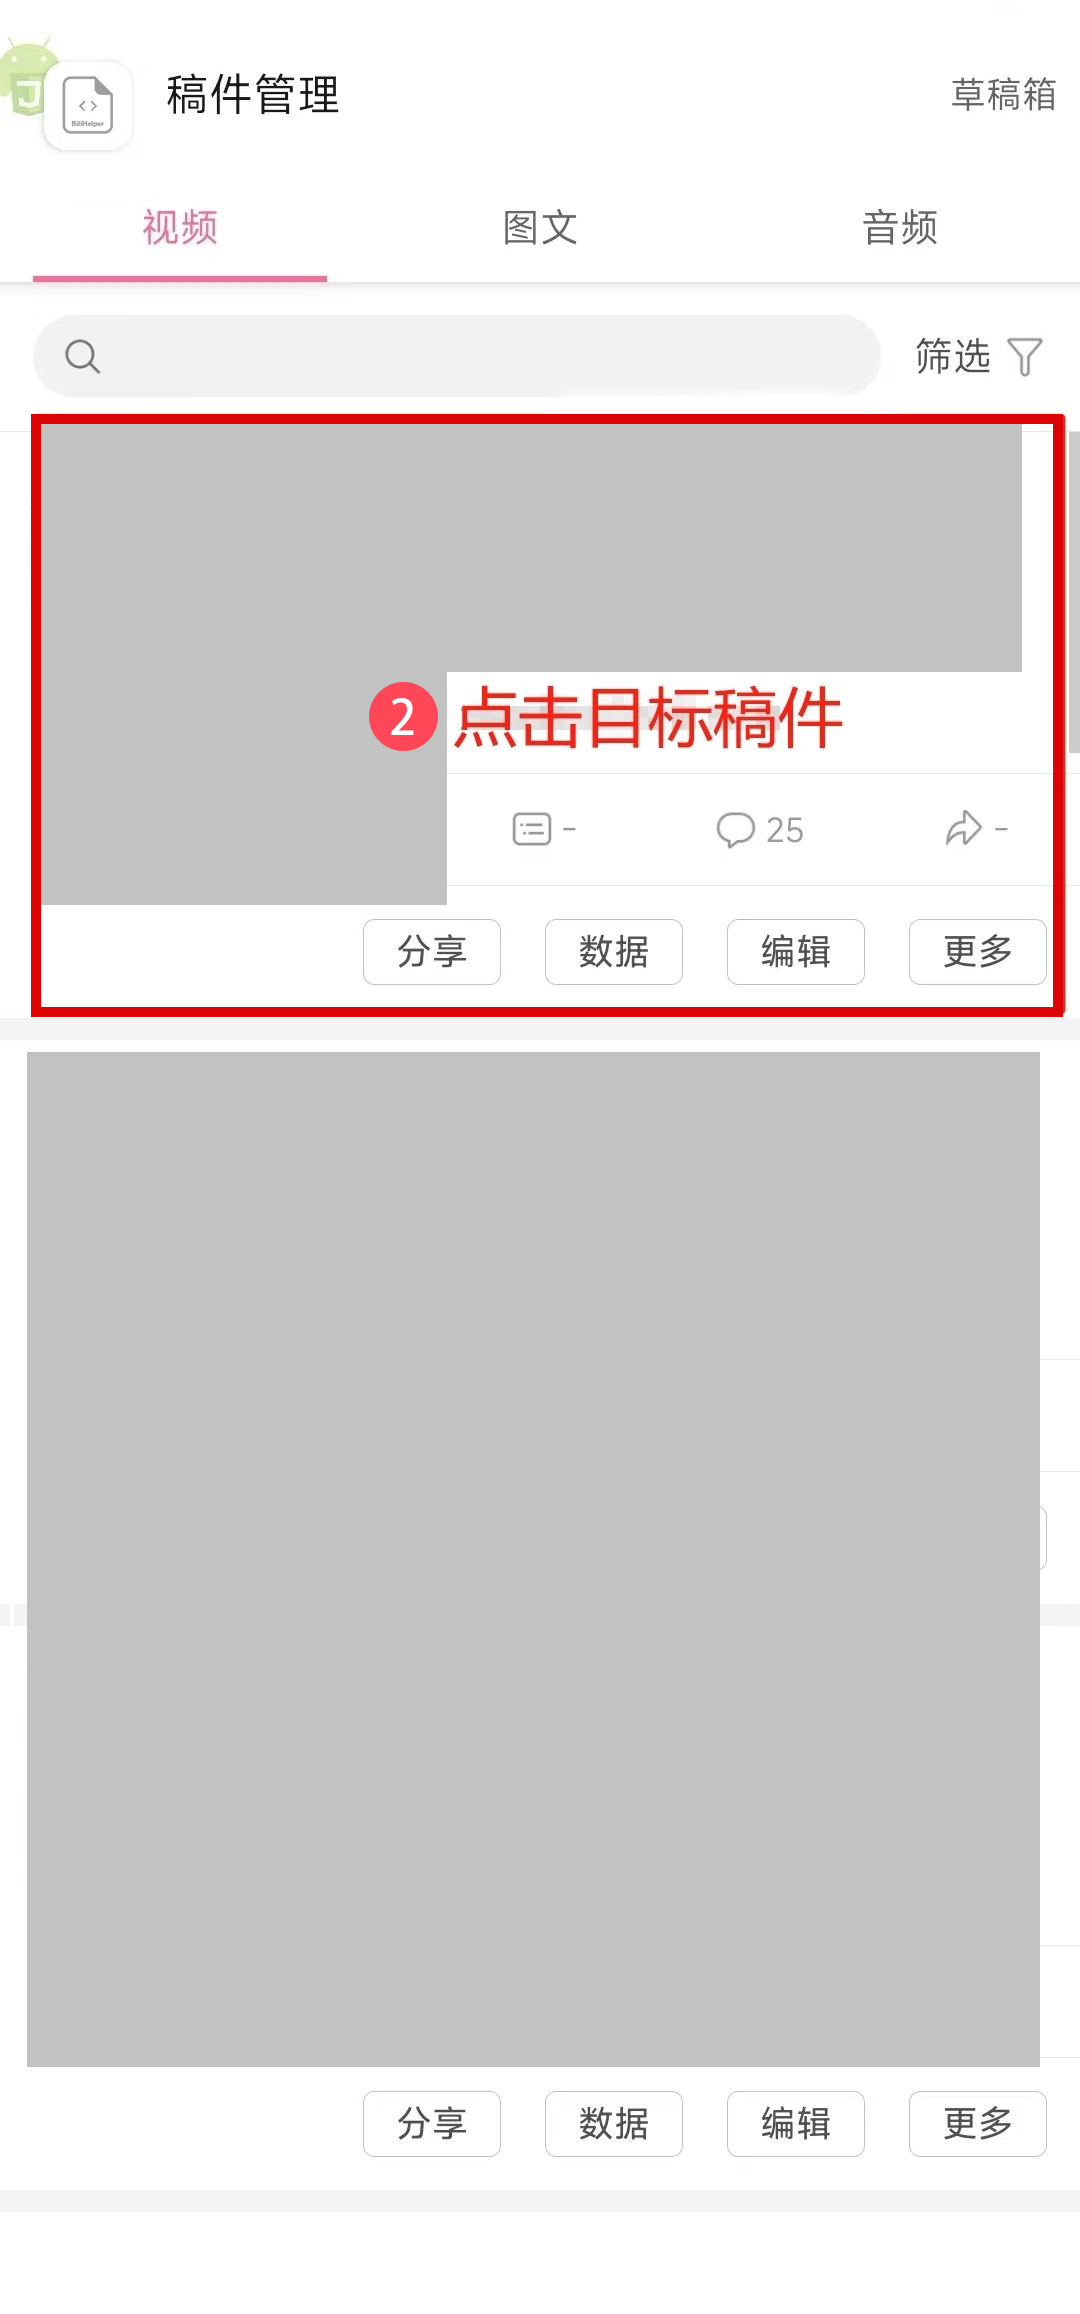 稿件管理
草稿箱
BiliHelper
视频 图文 音频
筛选
2 点击目标稿件
- 25 -
分享 数据 编辑 更多
分享 数据 编辑 更多